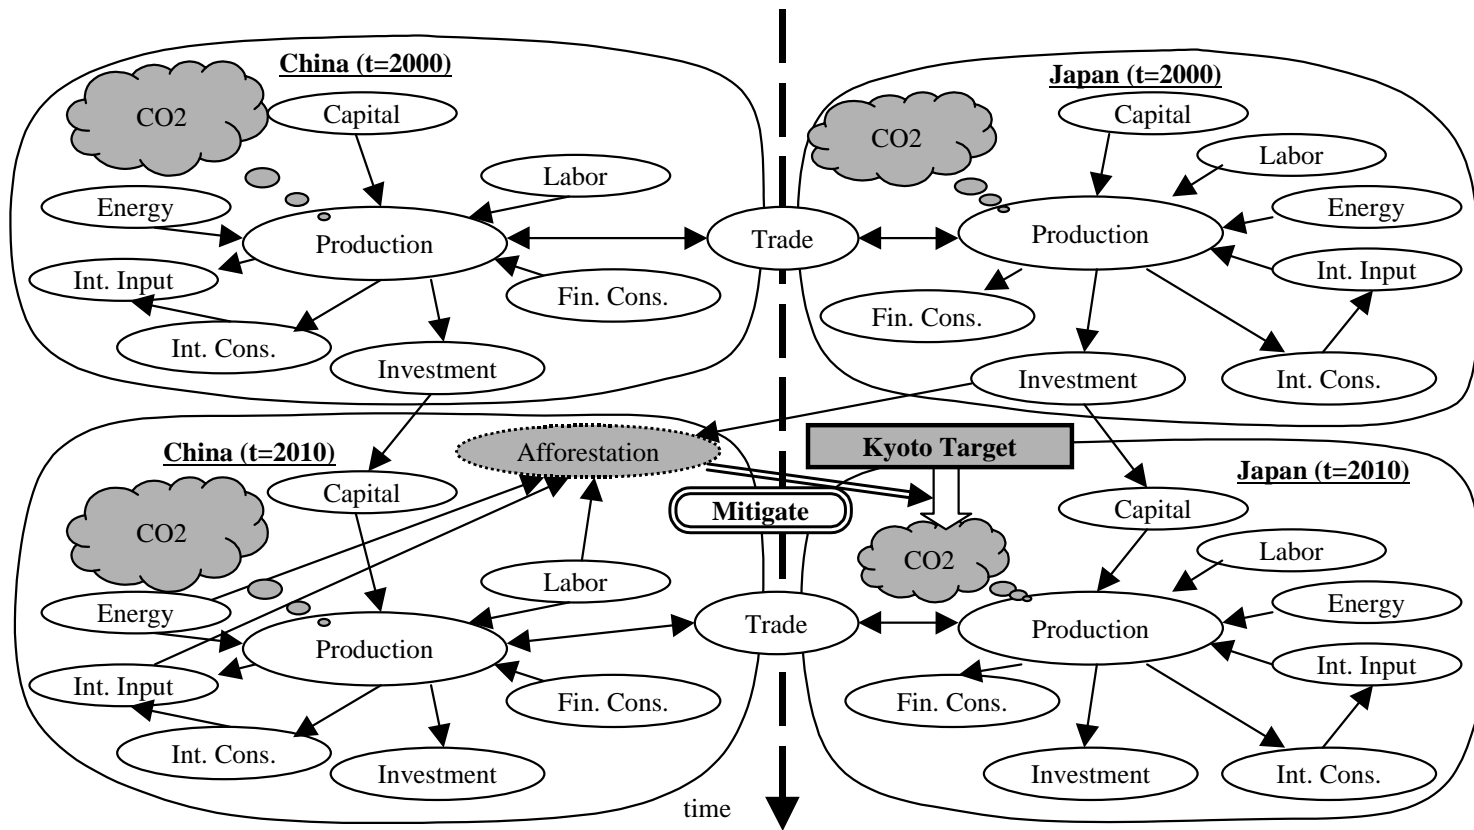 China (t=2000)
CO2
Capital
Labor
Energy
Production
Int. Input
Fin. Cons.
Int. Cons.
Investment
Trade
Japan (t=2000)
CO2
Capital
Labor
Energy
Production
Int. Input
Fin. Cons.
Investment
Int. Cons.
China (t=2010)
Afforestation
Kyoto Target
Mitigate
Capital
CO2
Labor
Energy
Production
Int. Input
Fin. Cons.
Int. Cons.
Investment
Trade
Japan (t=2010)
Capital
CO2
Labor
Energy
Production
Int. Input
Fin. Cons.
Investment
Int. Cons.
time